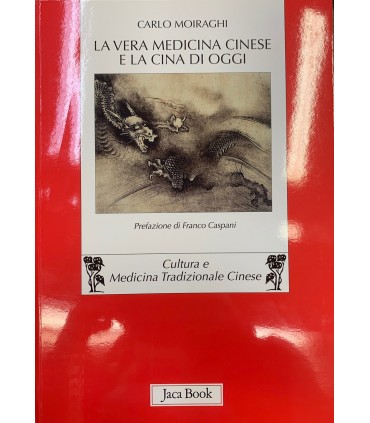 CARLO MOIRAGHI
LA VERA MEDICINA CINESE
E LA CINA DI OGGI
Prefazione di Franco Caspani
Cultura e
Medicina Tradizionale Cinese
Jaca Book